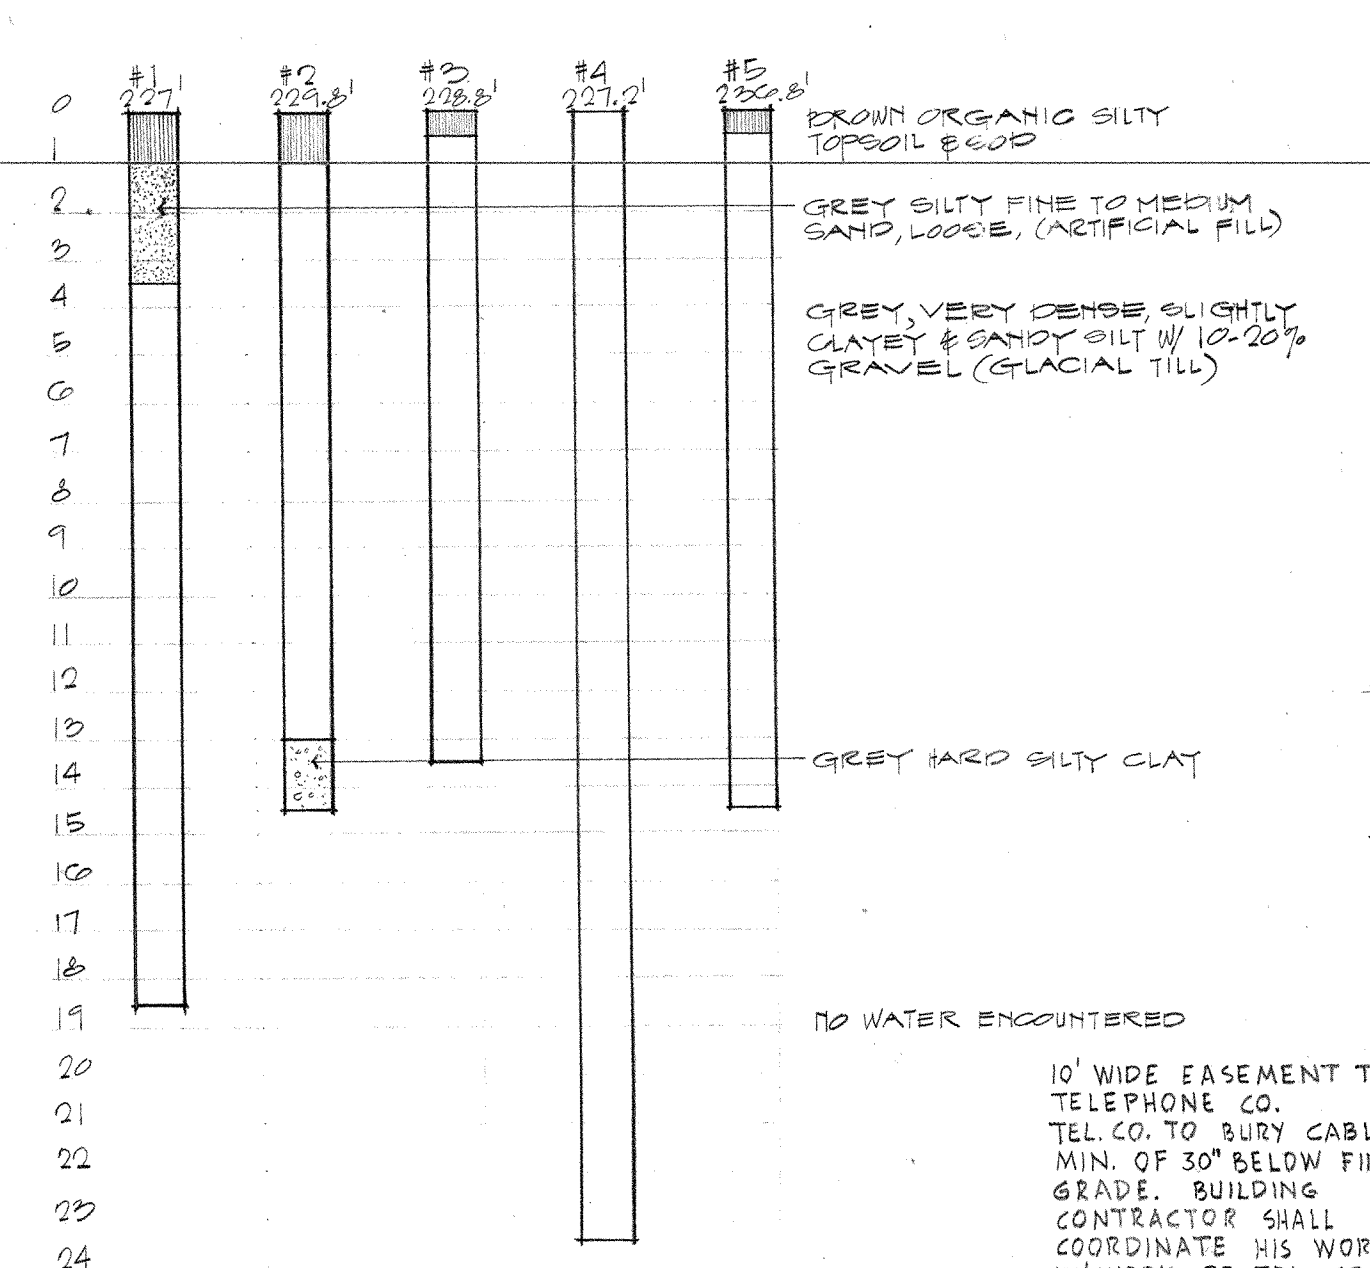 #1 #2 #3 #4 #5
227' 229.8' 228.8' 227.2' 236.8'
0
BROWN ORGANIC SILTY
TOPSOIL & SOD
1
2
GREY SILTY FINE TO MEDIUM
SAND, LOOSE, (ARTIFICIAL FILL)
3
4
GREY, VERY DENSE, SLIGHTLY
CLAYEY & SANDY SILT W/ 10-20%
GRAVEL (GLACIAL TILL)
5
6
7
8
9
10
11
12
13
GREY HARD SILTY CLAY
14
15
16
17
18
19
NO WATER ENCOUNTERED
20
21
22
23
24
10' WIDE EASEMENT T
TELEPHONE CO.
TEL. CO. TO BURY CABL
MIN. OF 30" BELOW FI
GRADE. BUILDING
CONTRACTOR SHALL
COORDINATE HIS WOR